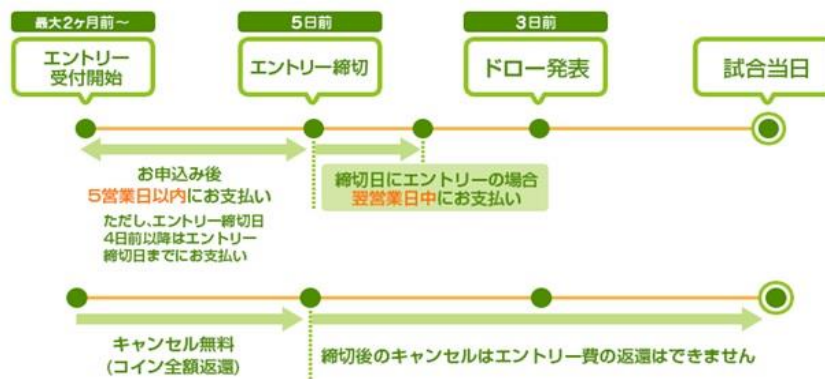 最大2ヶ月前〜
エントリー
受付開始
5日前
エントリー締切
3日前
ドロー発表
試合当日
お申込み後
5営業日以内にお支払い
ただし、エントリー締切日
4日前以降はエントリー
締切日までにお支払い
締切日にエントリーの場合
翌営業日中にお支払い
キャンセル無料
(コイン全額返還)
締切後のキャンセルはエントリー費の返還はできません